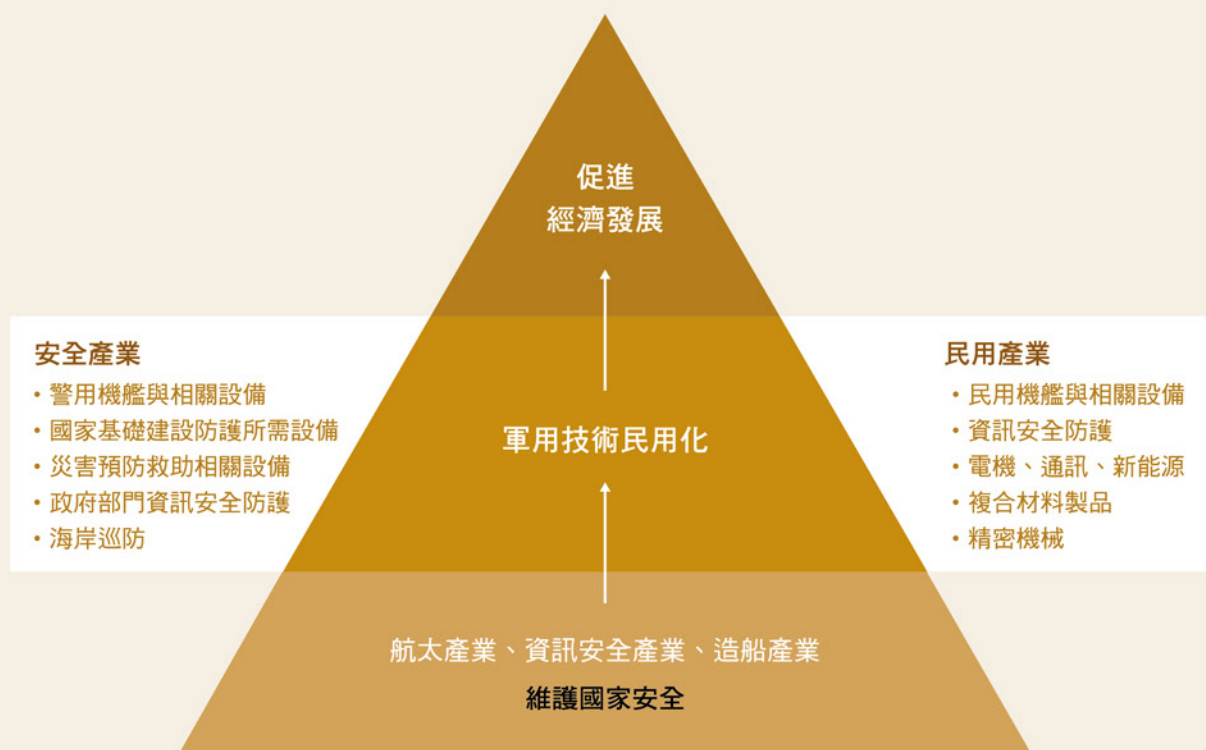 促進
經濟發展
安全產業
・警用機艦與相關設備
・國家基礎建設防護所需設備
・災害預防救助相關設備
・政府部門資訊安全防護
・海岸巡防
軍用技術民用化
民用產業
・民用機艦與相關設備
・資訊安全防護
・電機、通訊、新能源
・複合材料製品
・精密機械
航太產業、資訊安全產業、造船產業
維護國家安全